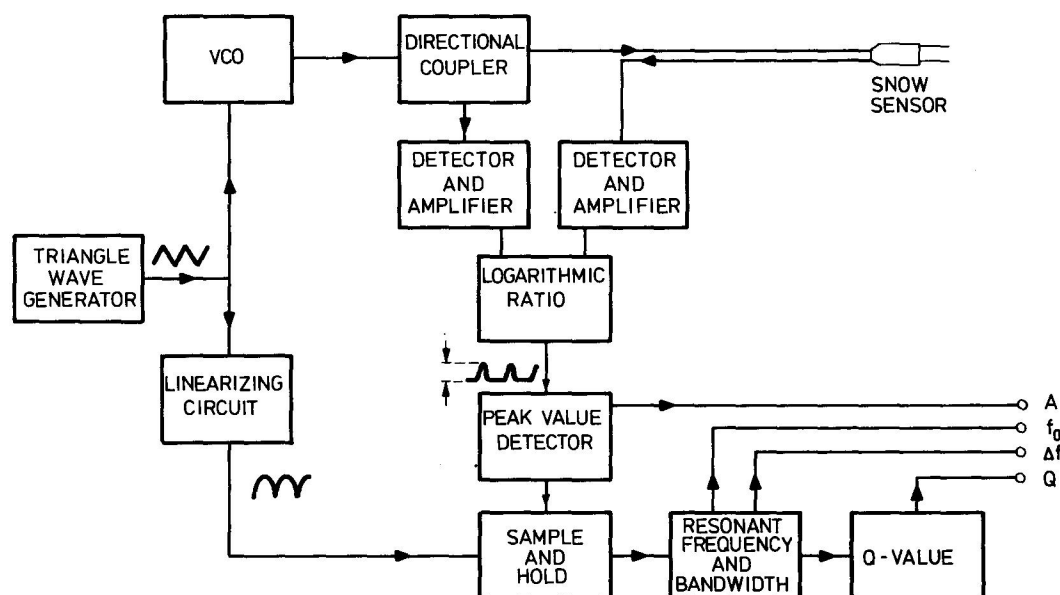 VCO
DIRECTIONAL
COUPLER
SNOW
SENSOR
DETECTOR
AND
AMPLIFIER
DETECTOR
AND
AMPLIFIER
TRIANGLE
WAVE
GENERATOR
LOGARITHMIC
RATIO
LINEARIZING
CIRCUIT
PEAK VALUE
DETECTOR
A
f₀
Δf
Q
SAMPLE
AND
HOLD
RESONANT
FREQUENCY
AND
BANDWIDTH
Q-VALUE